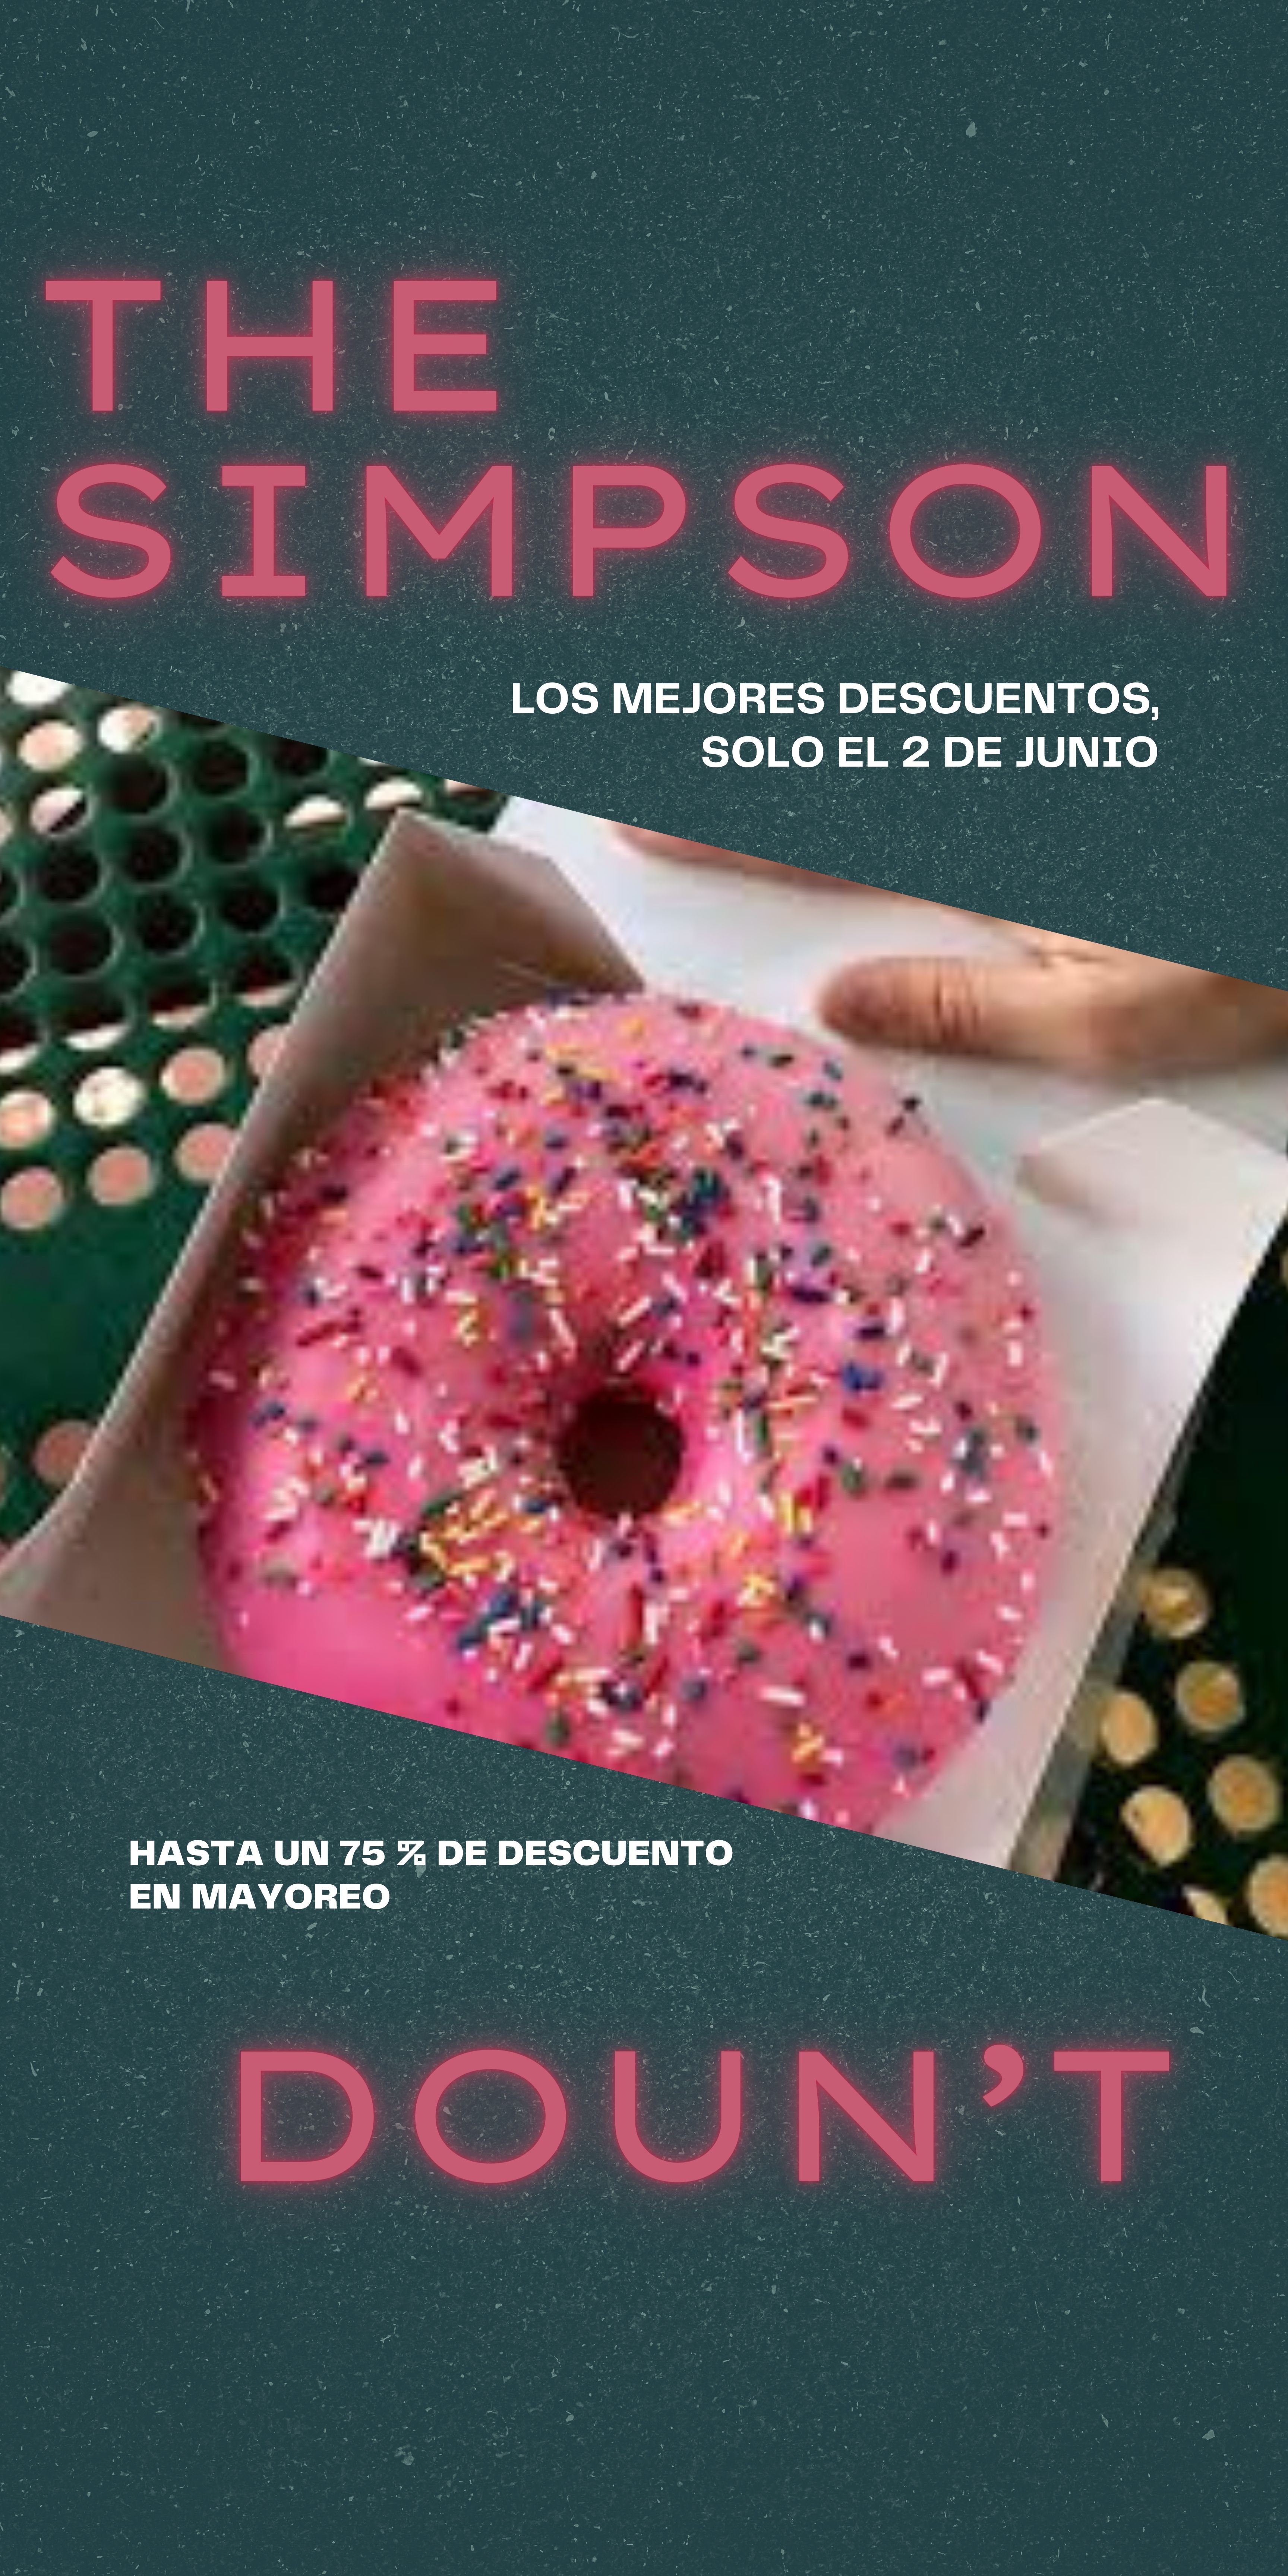 THE
SIMPSON
LOS MEJORES DESCUENTOS,
SOLO EL 2 DE JUNIO
HASTA UN 75 % DE DESCUENTO
EN MAYOREO
DOUN’T